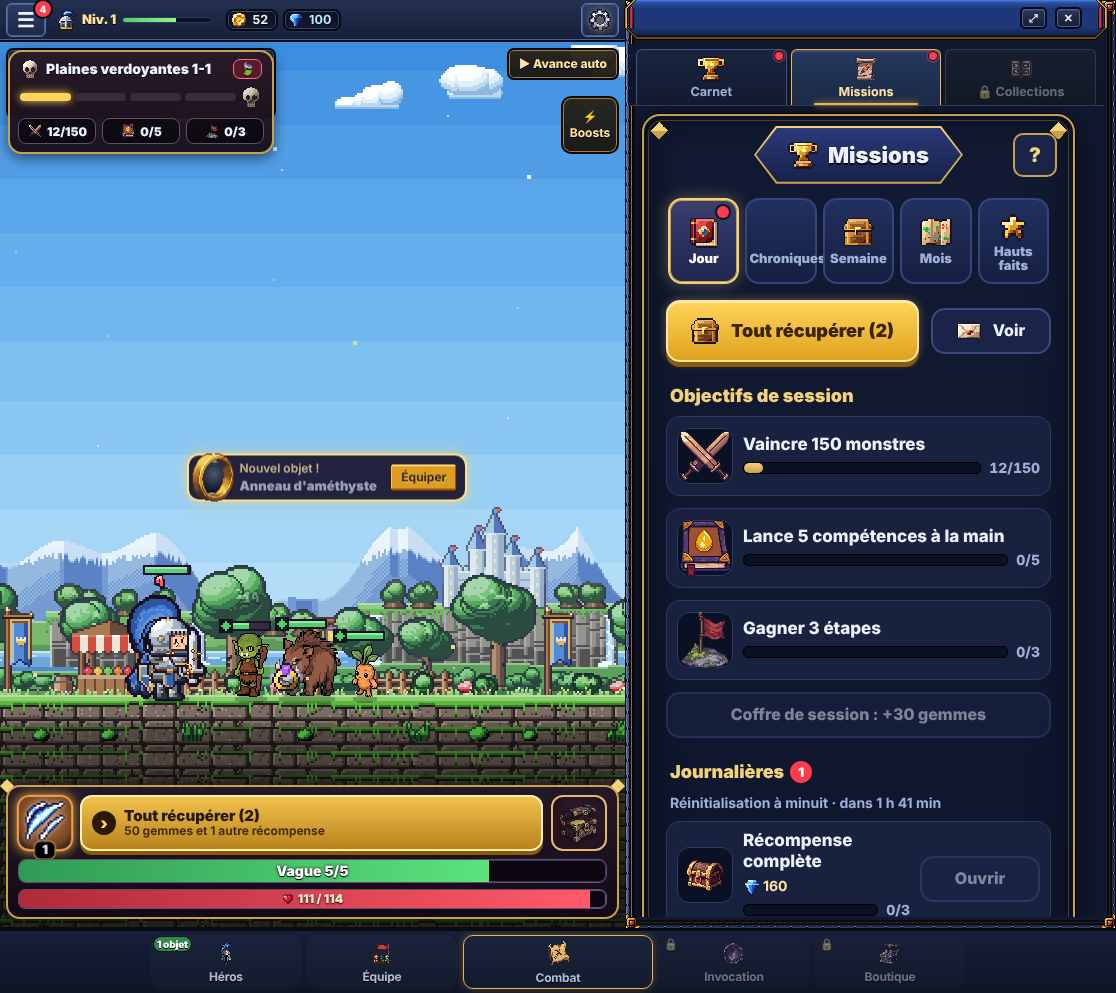 4
Niv. 1
52
100
Plaines verdoyantes 1-1
12/150
0/5
0/3
Avance auto
Boosts
Nouvel objet !
Anneau d'améthyste
Équiper
1
Tout récupérer (2)
50 gemmes et 1 autre récompense
Vague 5/5
111 / 114
Carnet
Missions
Collections
Missions
?
Jour
Chroniques
Semaine
Mois
Hauts
faits
Tout récupérer (2)
Voir
Objectifs de session
Vaincre 150 monstres
12/150
Lance 5 compétences à la main
0/5
Gagner 3 étapes
0/3
Coffre de session : +30 gemmes
Journalières 1
Réinitialisation à minuit · dans 1 h 41 min
Récompense
complète
160
0/3
Ouvrir
1 objet
Héros
Équipe
Combat
Invocation
Boutique